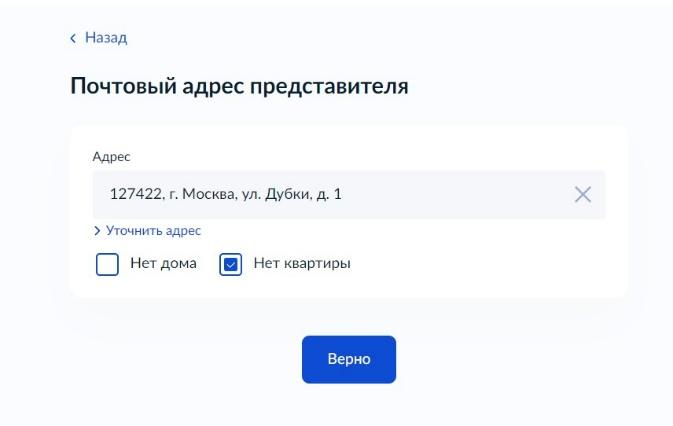 Назад
Почтовый адрес представителя
Адрес
127422, г. Москва, ул. Дубки, д. 1
Уточнить адрес
Нет дома Нет квартиры
Верно